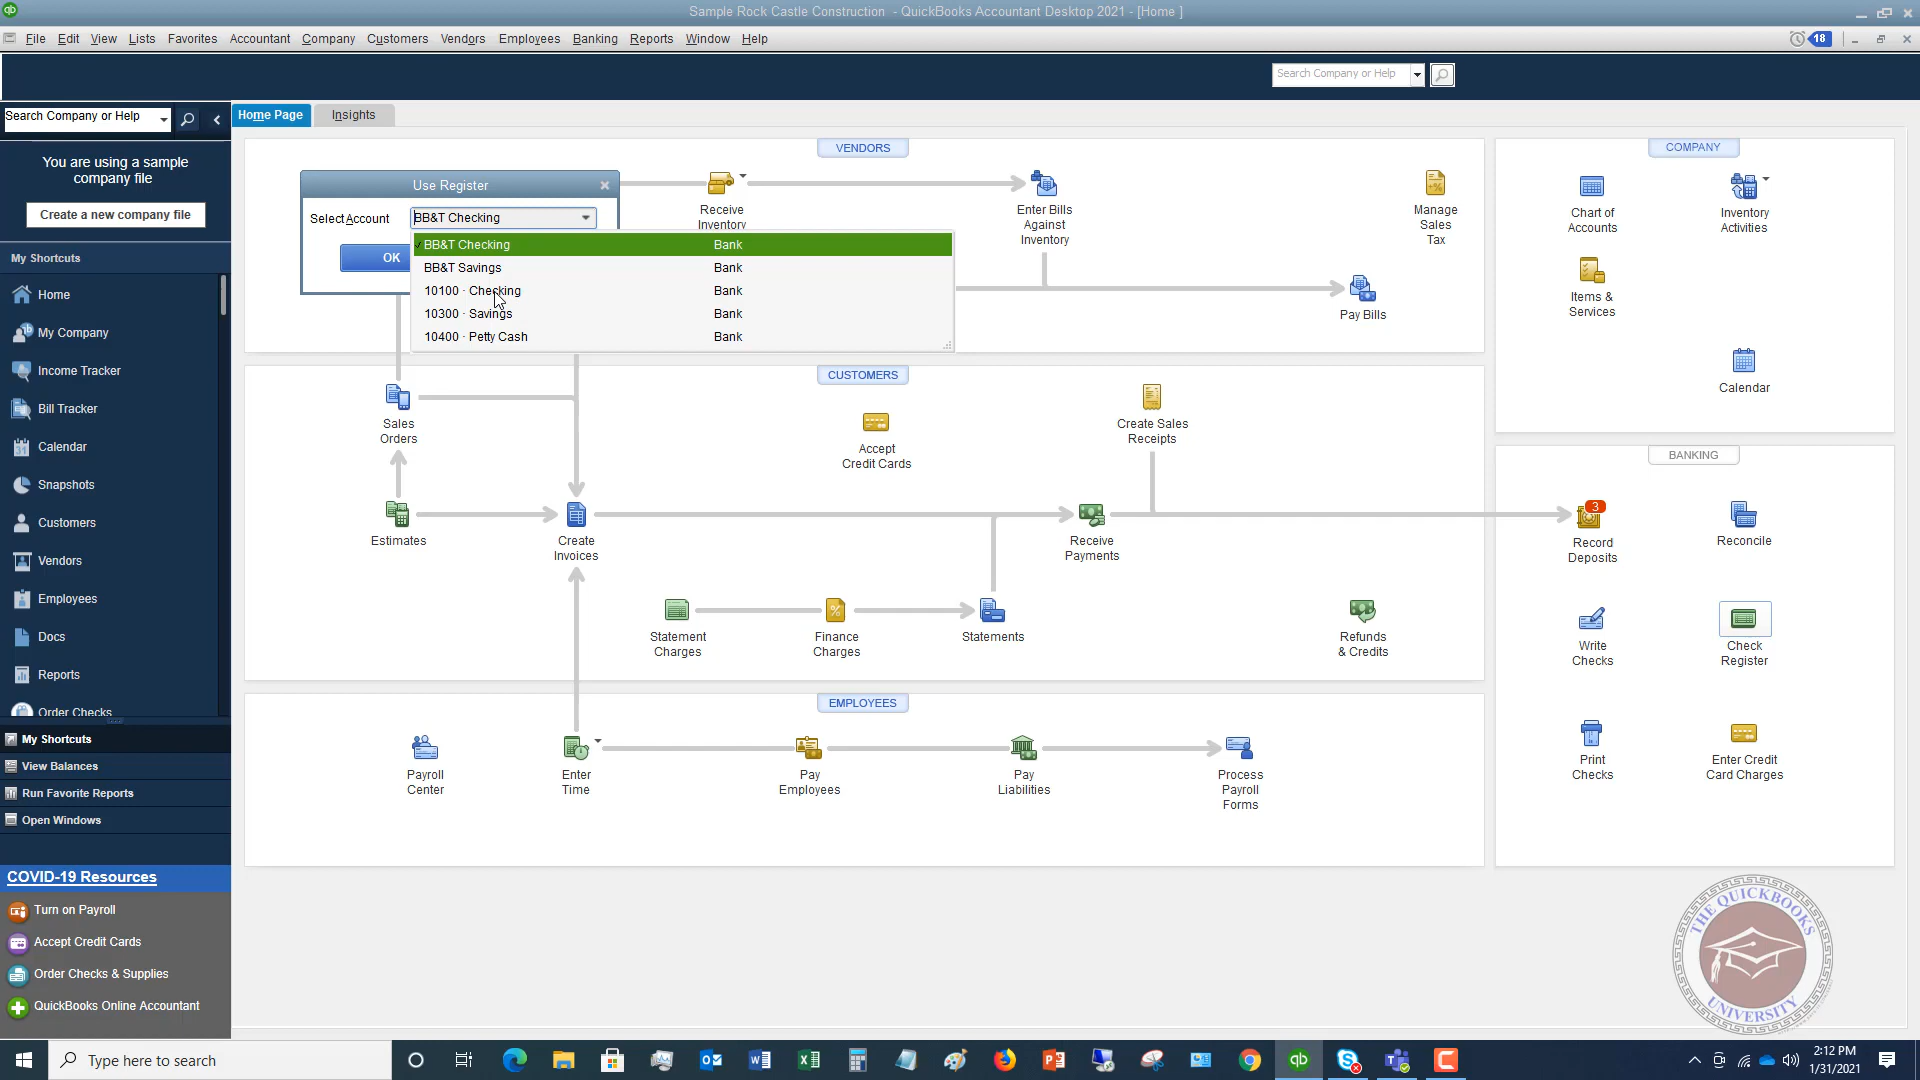 Sample Rock Castle Construction - QuickBooks Accountant Desktop 2021 - [Home ]
File Edit View Lists Favorites Accountant Company Customers Vendors Employees Banking Reports Window Help
18
Search Company or Help
Search Company or Help
Home Page
Insights
You are using a sample
company file
Create a new company file
My Shortcuts
Home
My Company
Income Tracker
Bill Tracker
Calendar
Snapshots
Customers
Vendors
Employees
Docs
Reports
Order Checks
My Shortcuts
View Balances
Run Favorite Reports
Open Windows
COVID-19 Resources
Turn on Payroll
Accept Credit Cards
Order Checks & Supplies
QuickBooks Online Accountant
VENDORS
Use Register
Select Account
BB&T Checking
OK
BB&T Checking Bank
BB&T Savings Bank
10100 · Checking Bank
10300 · Savings Bank
10400 · Petty Cash Bank
Receive
Inventory
Enter Bills
Against
Inventory
Manage
Sales
Tax
Pay Bills
CUSTOMERS
Sales
Orders
Accept
Credit Cards
Create Sales
Receipts
Estimates
Create
Invoices
Receive
Payments
Statement
Charges
Finance
Charges
Statements
Refunds
& Credits
EMPLOYEES
Payroll
Center
Enter
Time
Pay
Employees
Pay
Liabilities
Process
Payroll
Forms
COMPANY
Chart of
Accounts
Inventory
Activities
Items &
Services
Calendar
BANKING
3
Record
Deposits
Reconcile
Write
Checks
Check
Register
Print
Checks
Enter Credit
Card Charges
THE QUICKBOOKS
UNIVERSITY
Type here to search
2:12 PM
1/31/2021